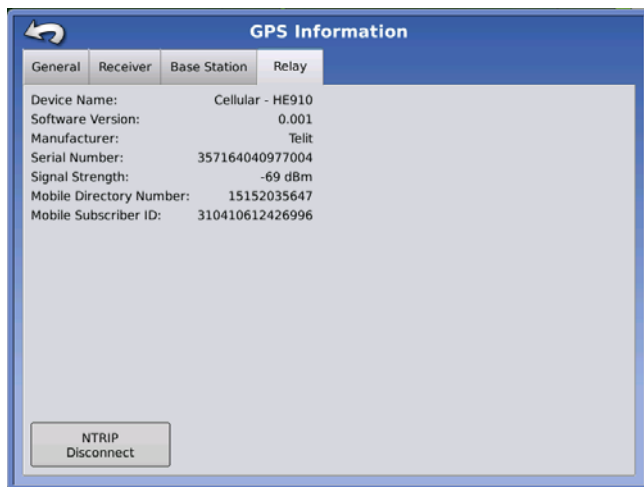 GPS Information
General Receiver Base Station Relay
Device Name: Cellular - HE910
Software Version: 0.001
Manufacturer: Telit
Serial Number: 357164040977004
Signal Strength: -69 dBm
Mobile Directory Number: 15152035647
Mobile Subscriber ID: 310410612426996
NTRIP
Disconnect